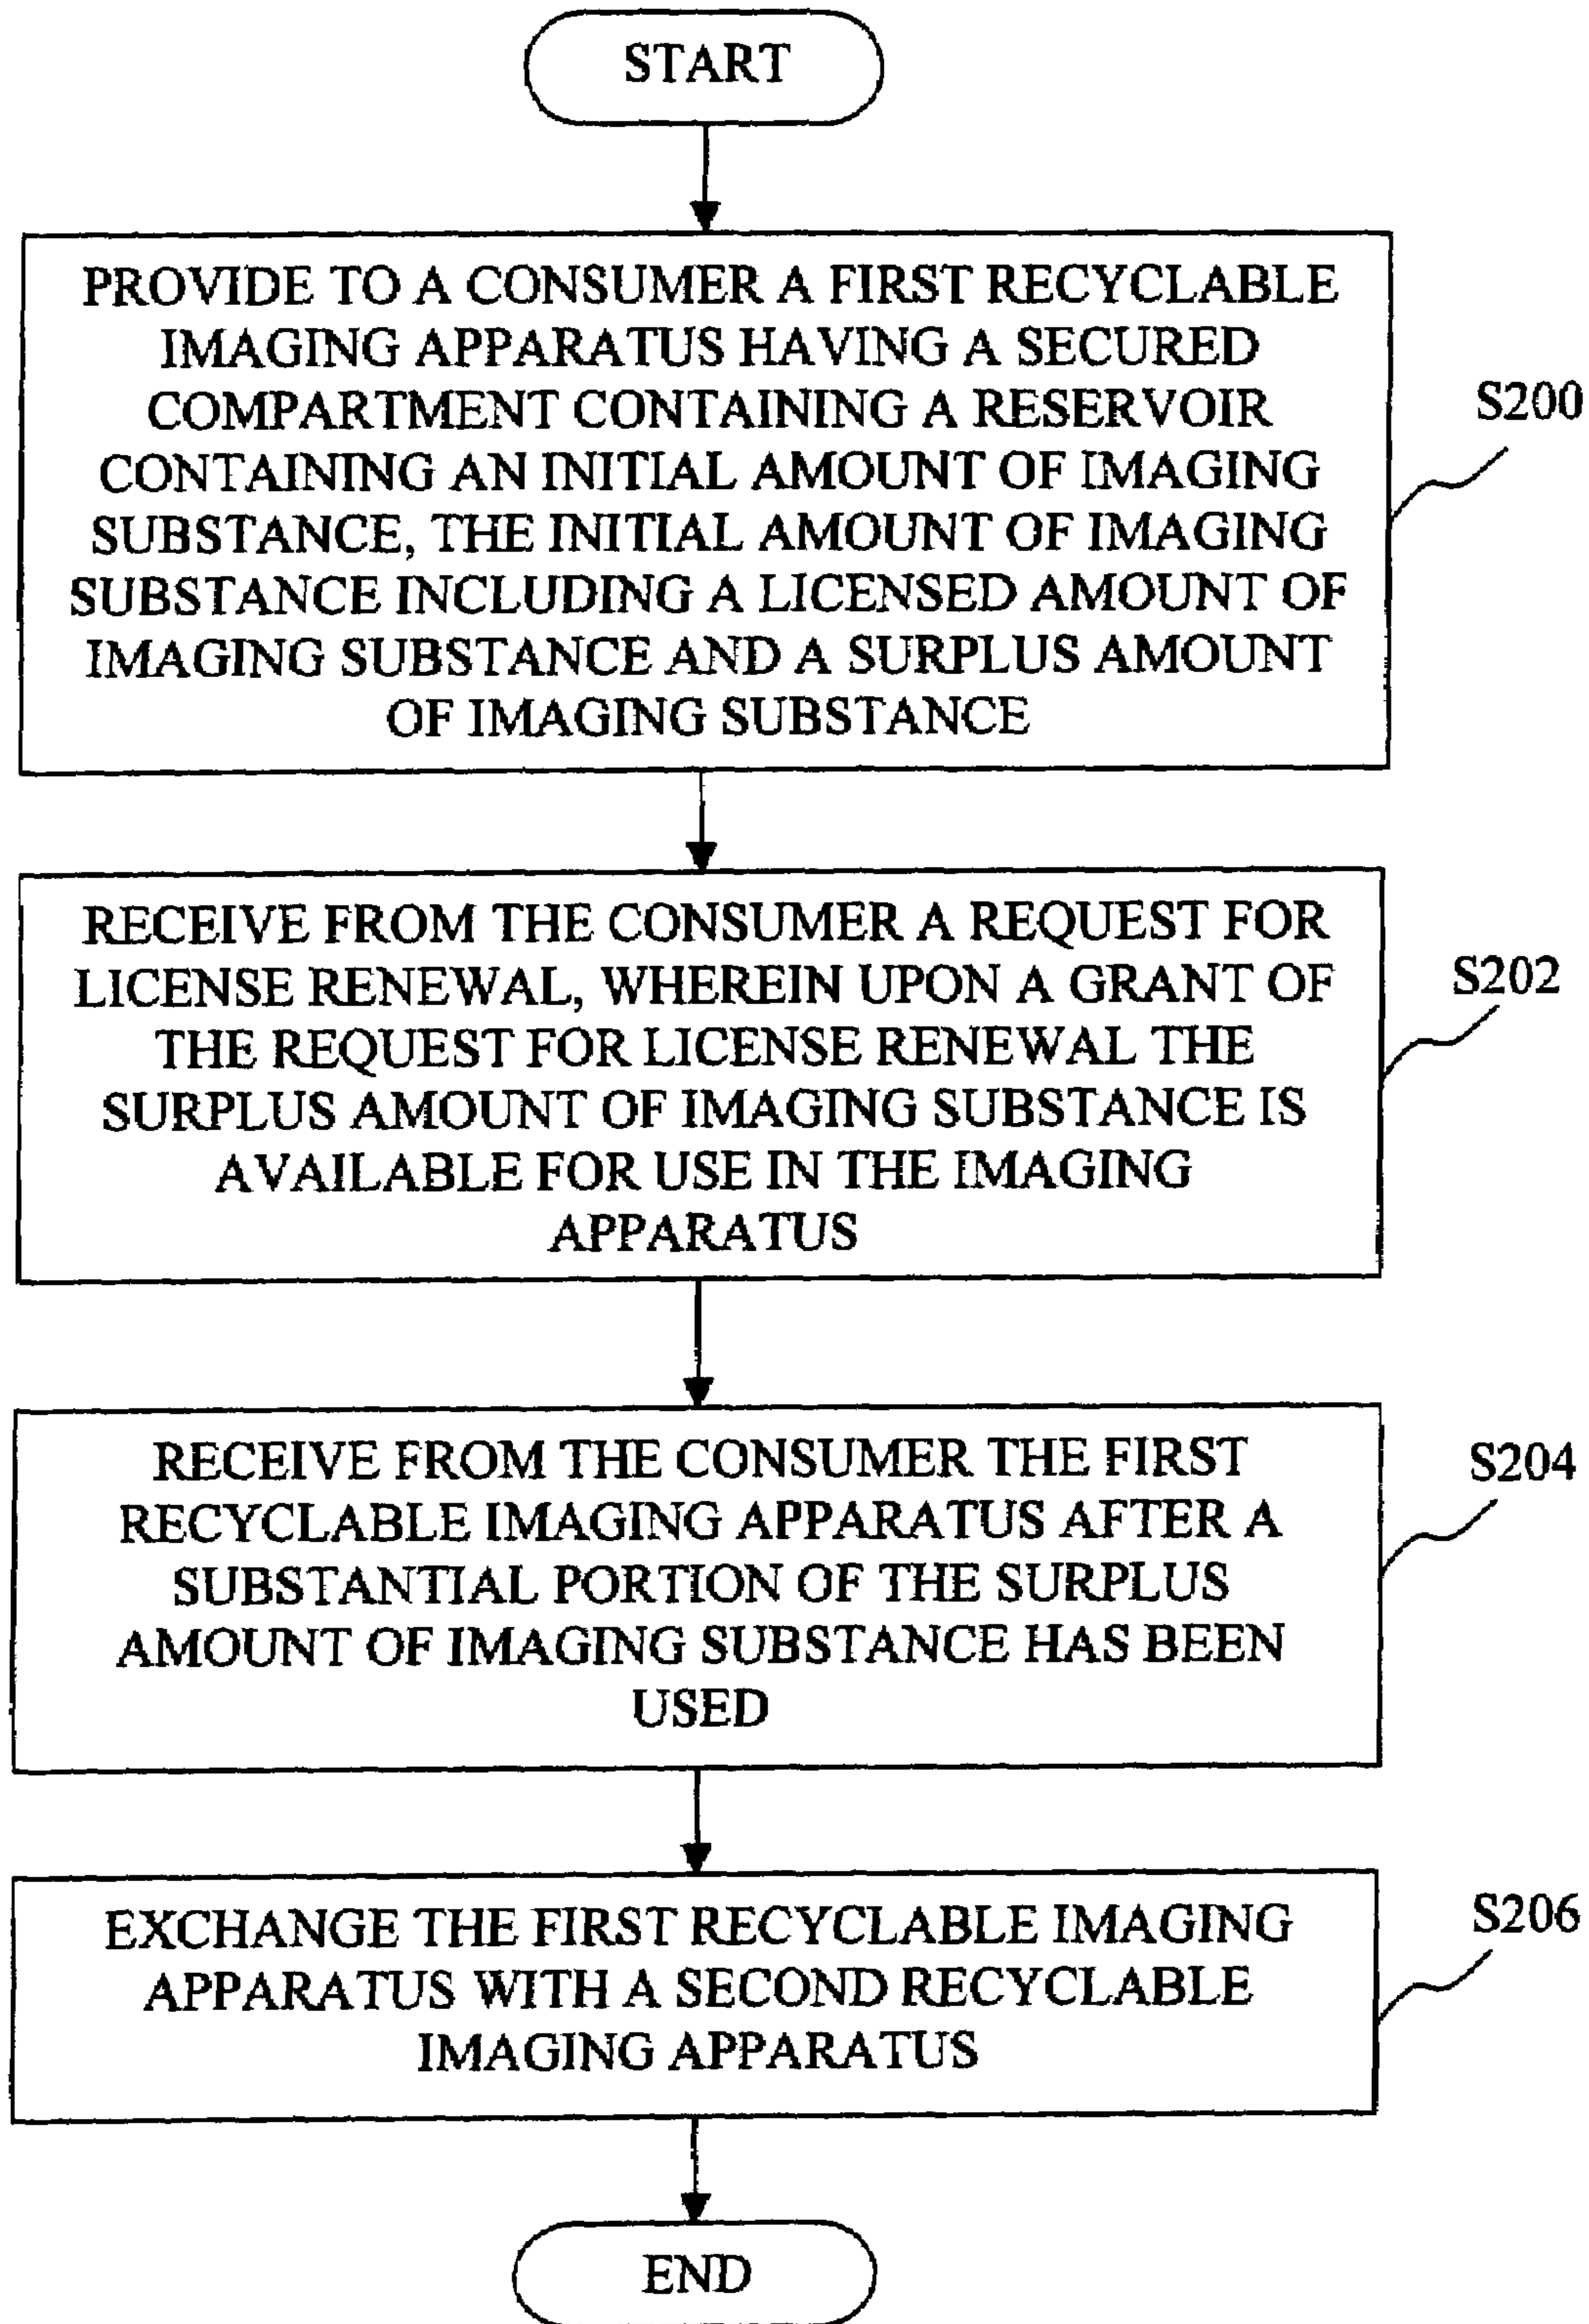 START
PROVIDE TO A CONSUMER A FIRST RECYCLABLE
IMAGING APPARATUS HAVING A SECURED
COMPARTMENT CONTAINING A RESERVOIR
CONTAINING AN INITIAL AMOUNT OF IMAGING
SUBSTANCE, THE INITIAL AMOUNT OF IMAGING
SUBSTANCE INCLUDING A LICENSED AMOUNT OF
IMAGING SUBSTANCE AND A SURPLUS AMOUNT
OF IMAGING SUBSTANCE
S200
RECEIVE FROM THE CONSUMER A REQUEST FOR
LICENSE RENEWAL, WHEREIN UPON A GRANT OF
THE REQUEST FOR LICENSE RENEWAL THE
SURPLUS AMOUNT OF IMAGING SUBSTANCE IS
AVAILABLE FOR USE IN THE IMAGING
APPARATUS
S202
RECEIVE FROM THE CONSUMER THE FIRST
RECYCLABLE IMAGING APPARATUS AFTER A
SUBSTANTIAL PORTION OF THE SURPLUS
AMOUNT OF IMAGING SUBSTANCE HAS BEEN
USED
S204
EXCHANGE THE FIRST RECYCLABLE IMAGING
APPARATUS WITH A SECOND RECYCLABLE
IMAGING APPARATUS
S206
END